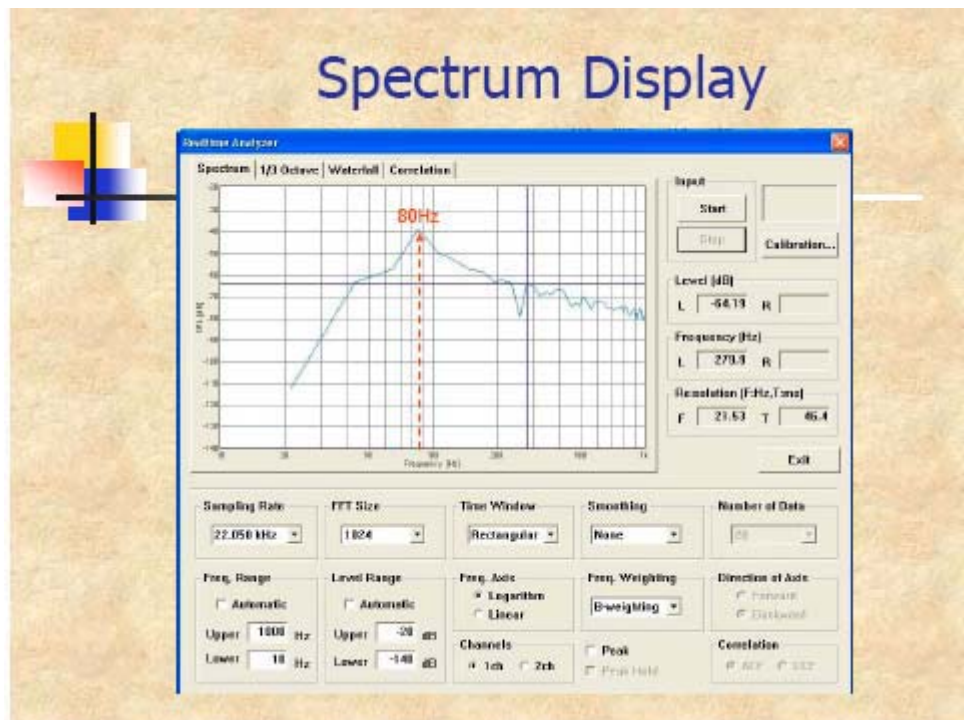 Spectrum Display
Realtime Analyzer
Spectrum 1/3 Octave Waterfall Correlation
80Hz
Frequency [Hz]
Input
Start
Stop
Calibration...
Level [dB]
L -64.19 R
Frequency [Hz]
L R
Resolution [F:Hz,T:ms]
F 21.53 T 46.4
Exit
Sampling Rate FFT Size Time Window Smoothing Number of Data
22.050 kHz 1024 Rectangular None
Freq. Range Level Range Freq. Axis Freq. Weighting Direction of Axis
Automatic Automatic Logarithm B-weighting Forward
Linear Backward
Upper 1000 Hz Upper -20 dB
Lower 10 Hz Lower -140 dB
Channels Peak Correlation
1ch 2ch Peak Hold ACF CCF